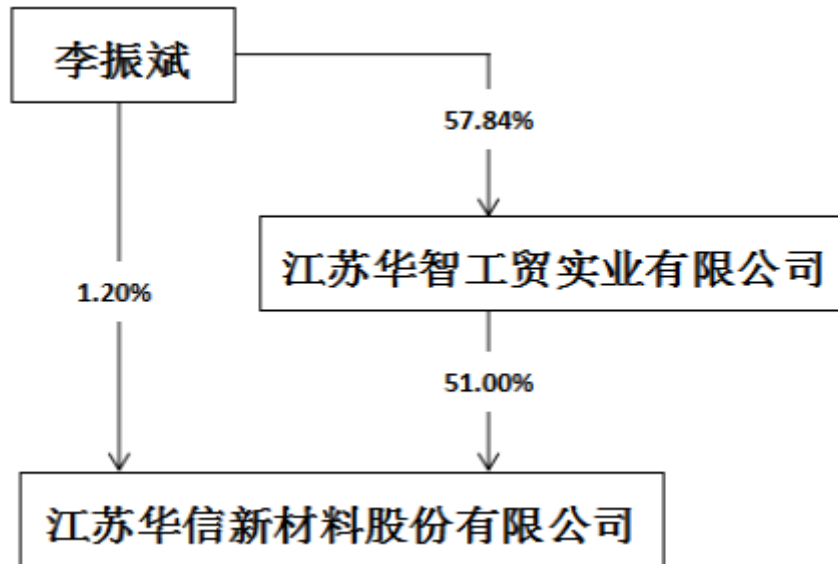 李振斌
57.84%
江苏华智工贸实业有限公司
1.20%
51.00%
江苏华信新材料股份有限公司